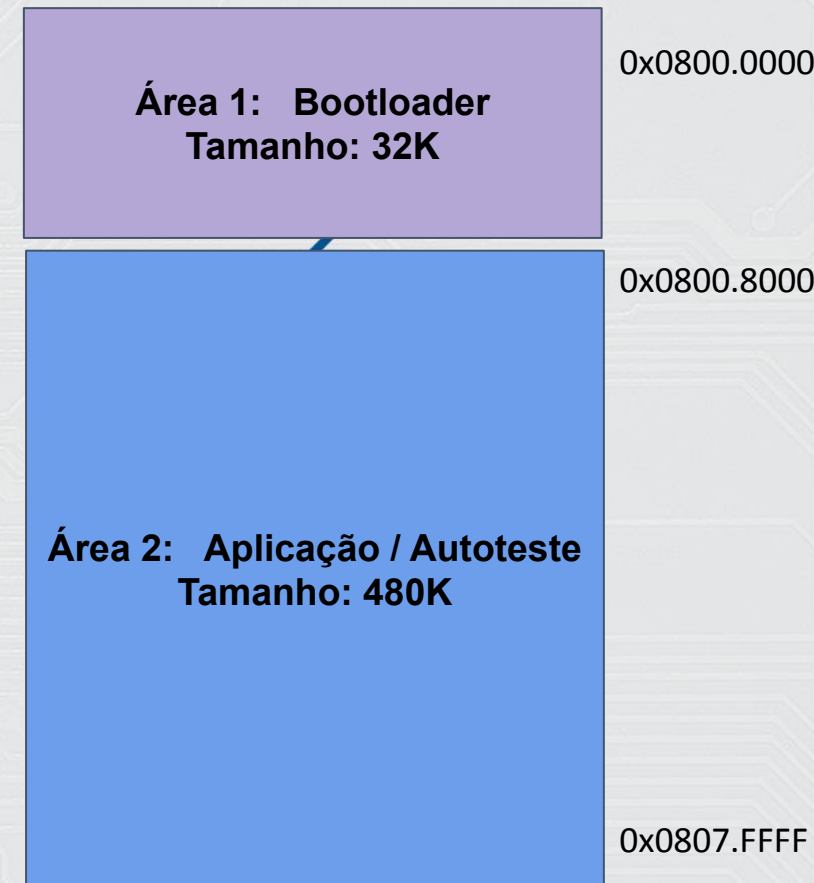 0x0800.0000
Área 1:   Bootloader
Tamanho: 32K
0x0800.8000
Área 2:   Aplicação / Autoteste
Tamanho: 480K
0x0807.FFFF